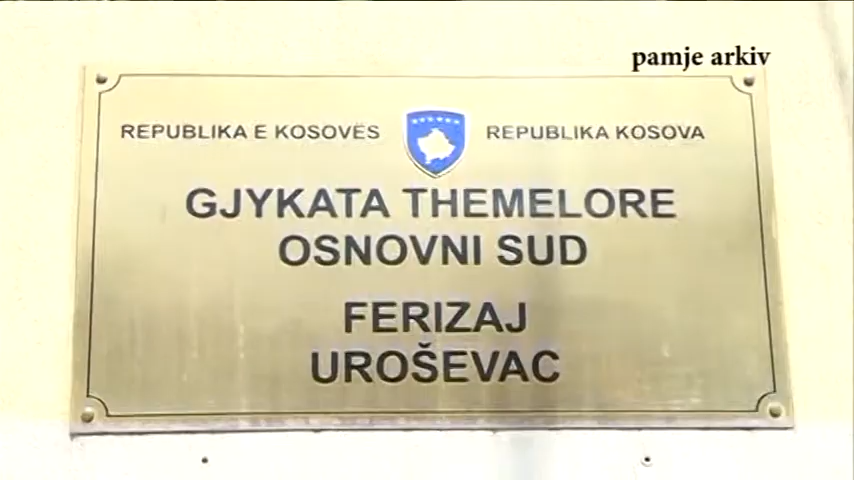 pamje arkiv
REPUBLIKA E KOSOVËS REPUBLIKA KOSOVA
GJYKATA THEMELORE
OSNOVNI SUD
FERIZAJ
UROŠEVAC